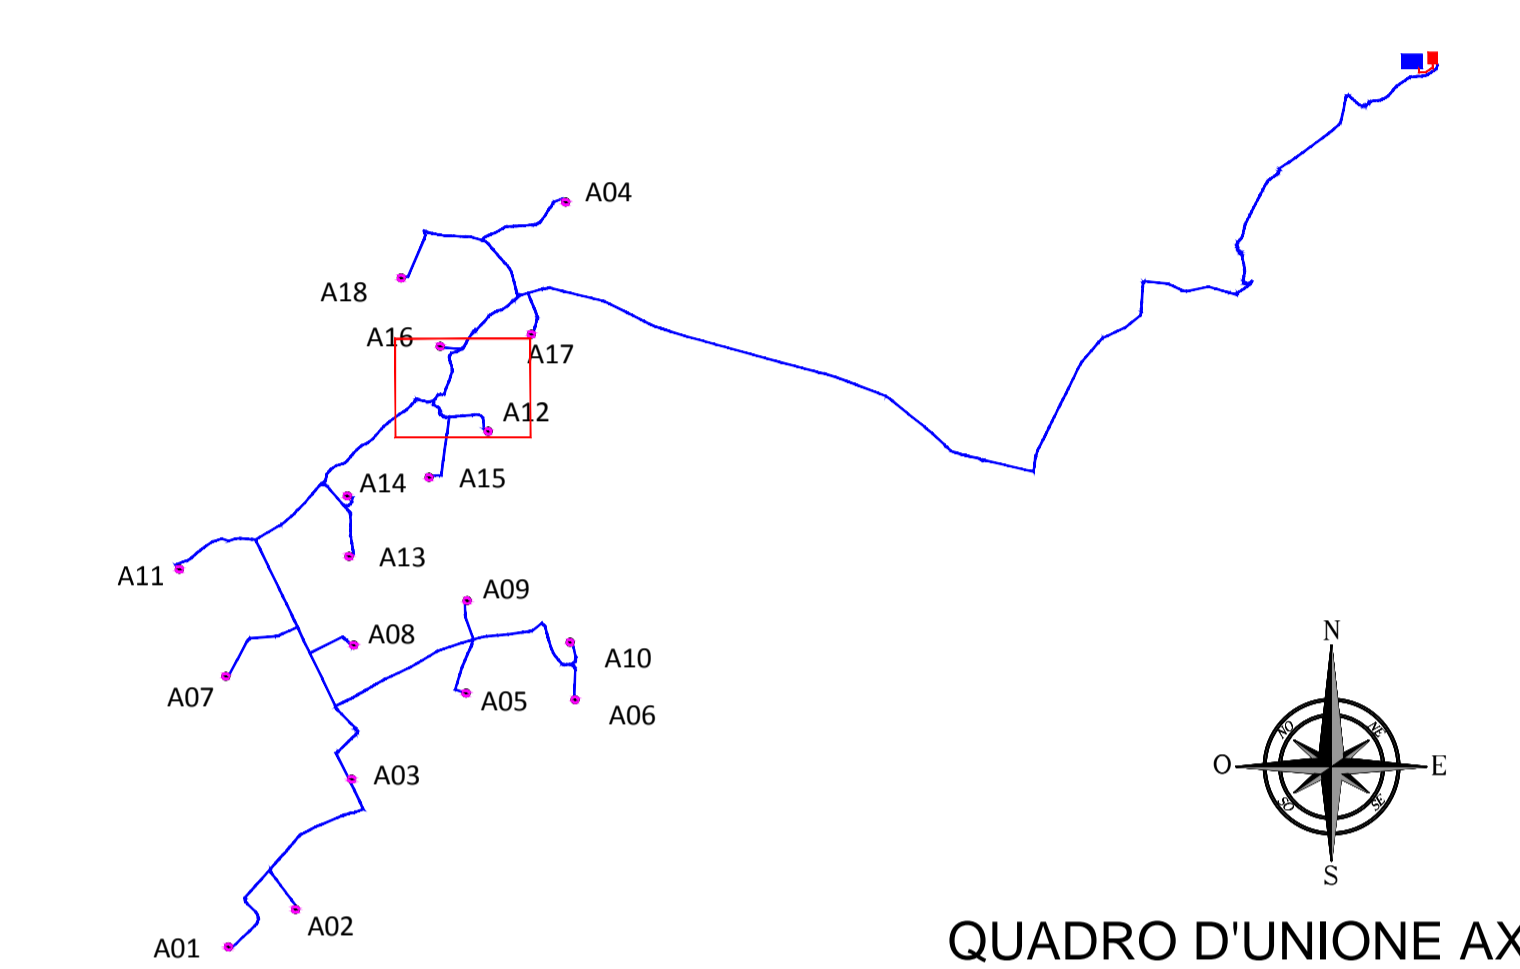 A04
A18
A16
A17
A12
A15
A14
A13
A11
A09
A08
A10
A07
A05
A06
A03
A02
A01
N
NO NE
O E
SO SE
S
QUADRO D'UNIONE AX